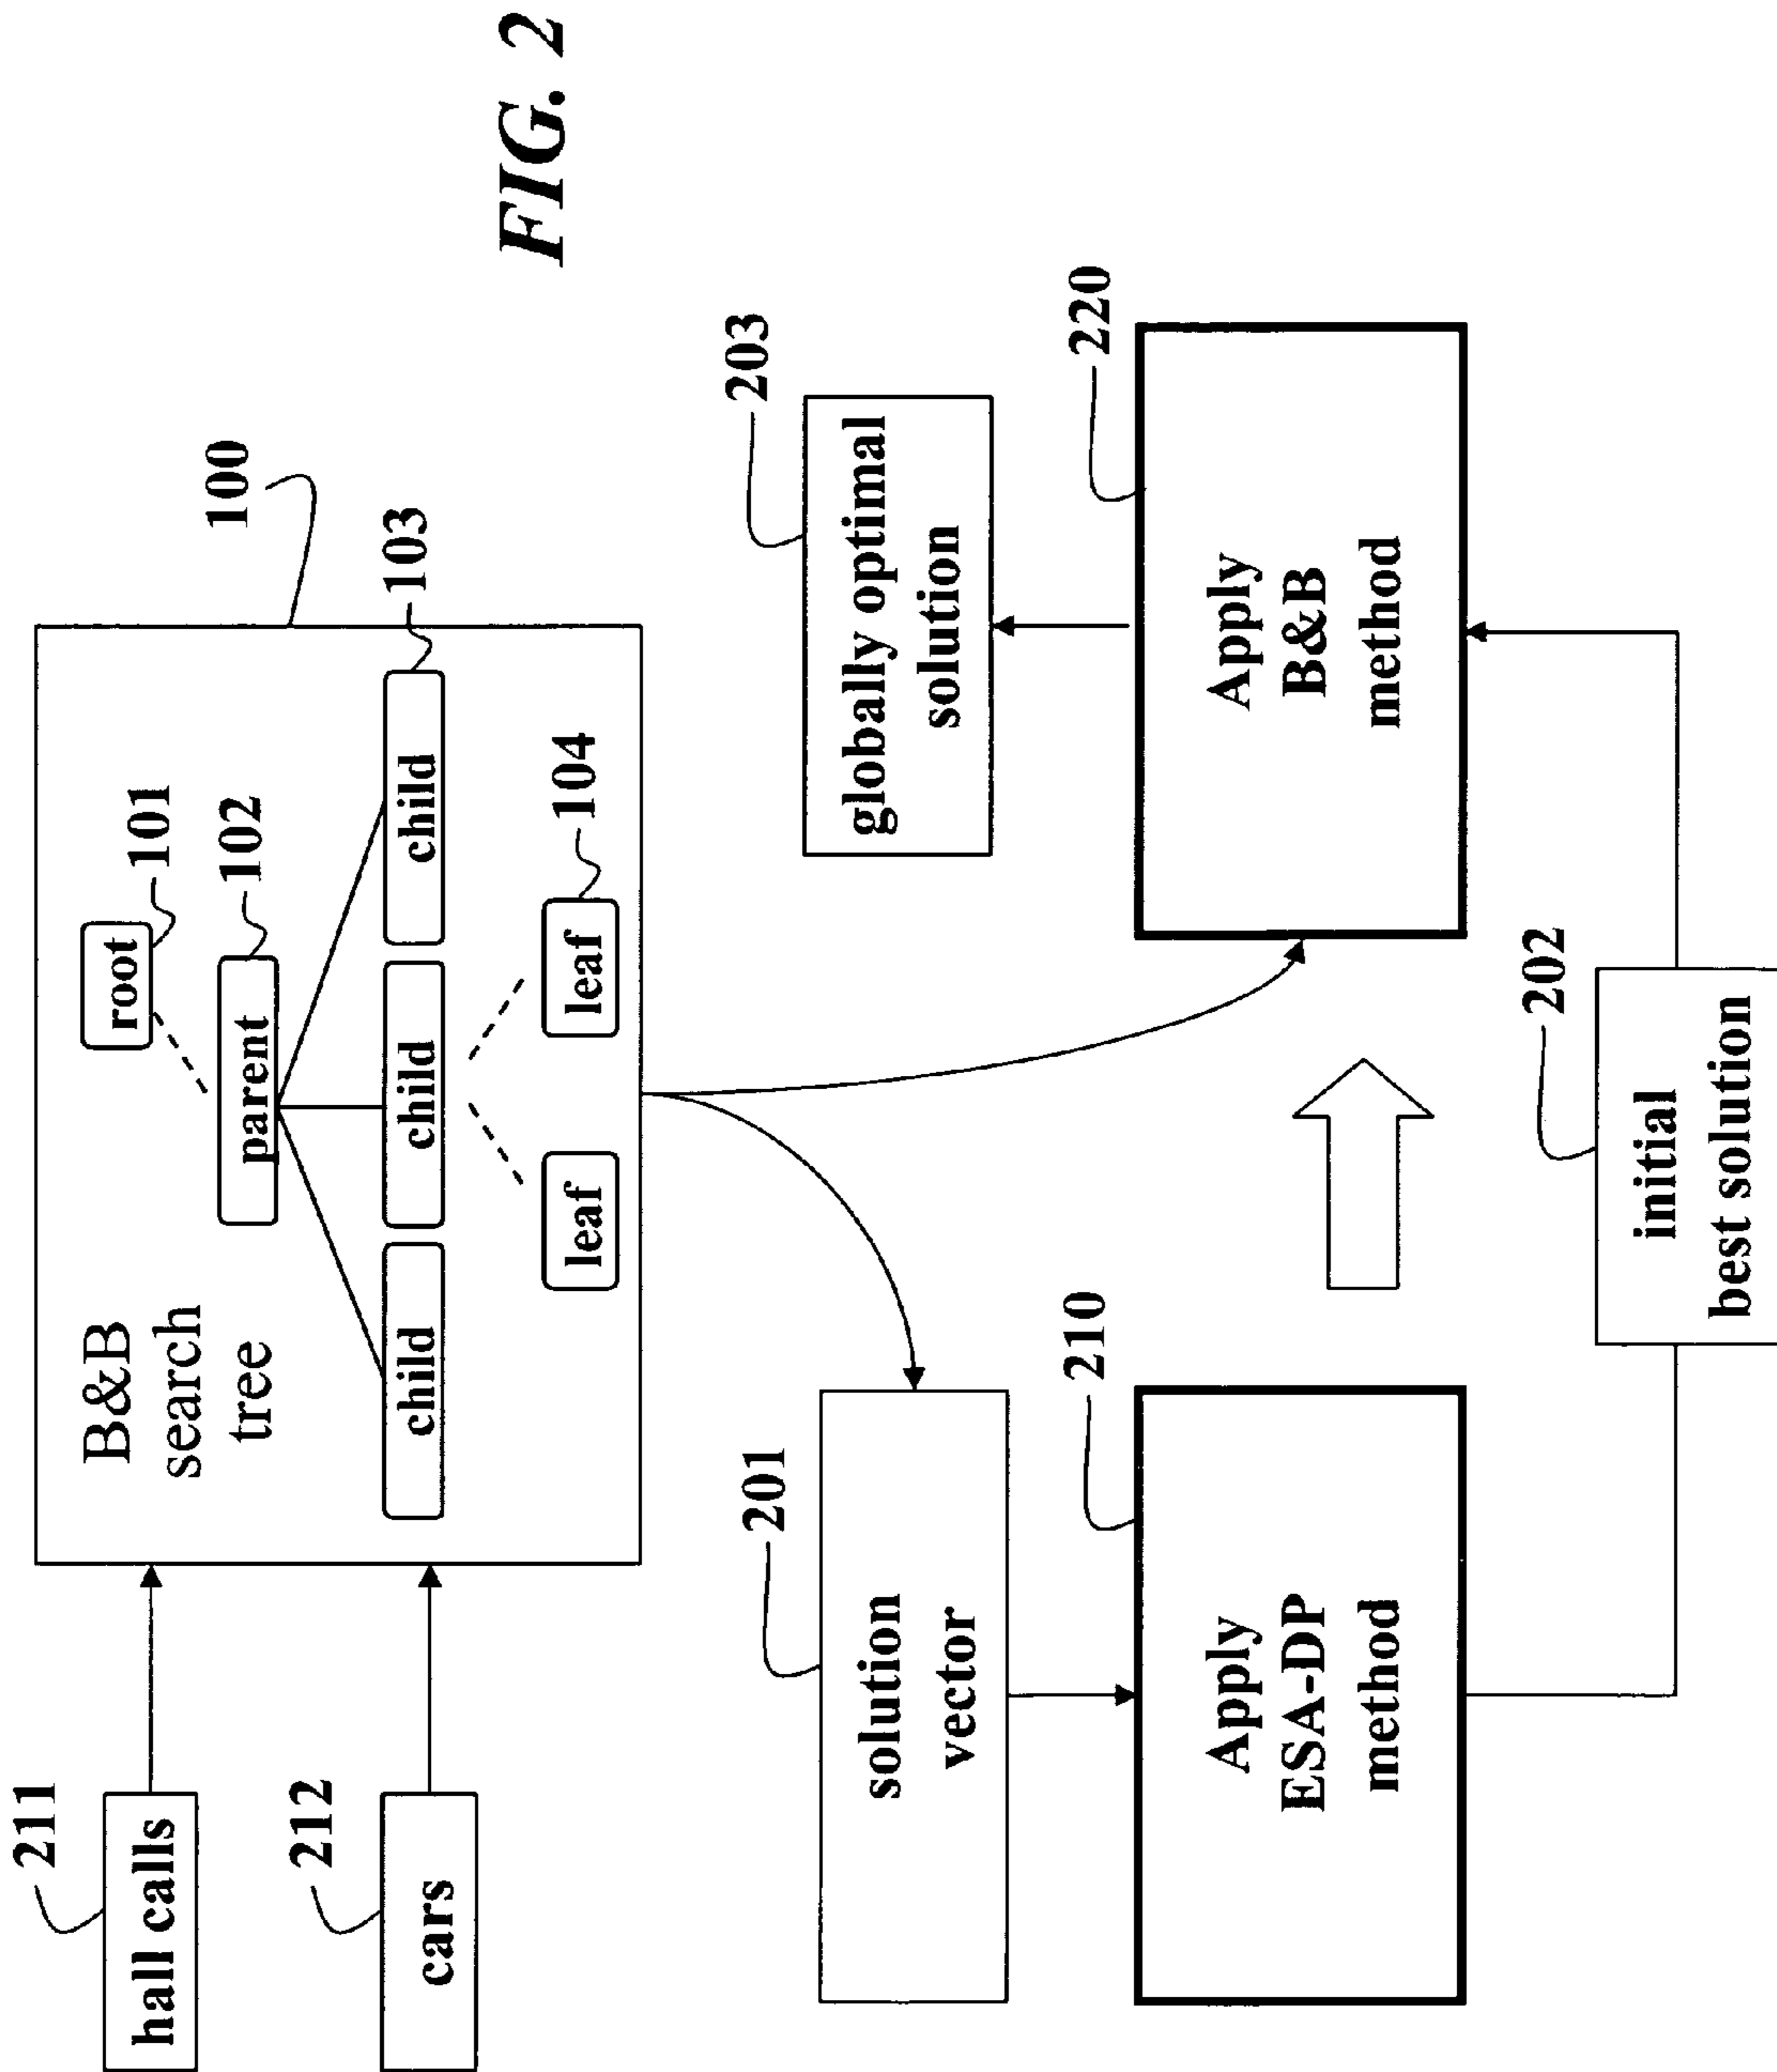 211
hall calls
212
cars
100
B&B
search
tree
root
101
parent
102
child
child
child
103
leaf
leaf
104
FIG. 2
201
solution
vector
203
globally optimal
solution
210
Apply
ESA-DP
method
220
Apply
B&B
method
202
initial
best solution